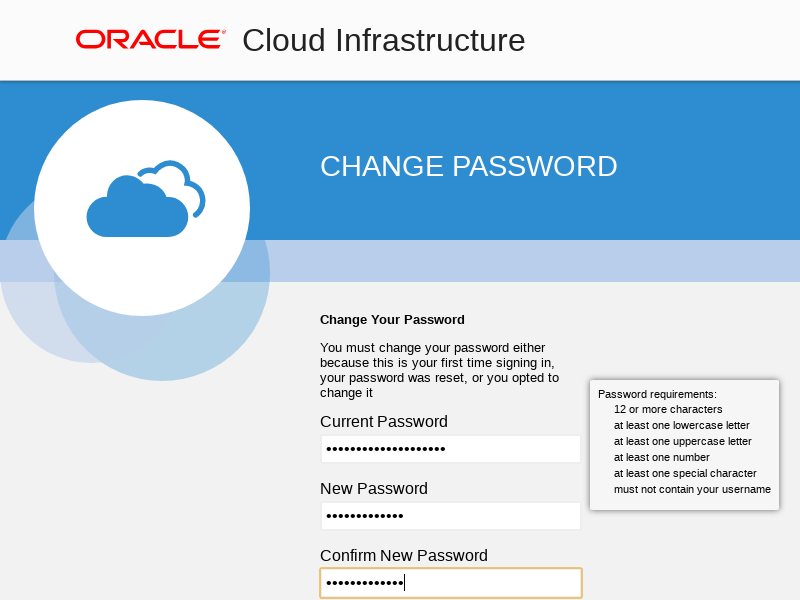 ORACLE® Cloud Infrastructure
CHANGE PASSWORD
Change Your Password
You must change your password either
because this is your first time signing in,
your password was reset, or you opted to
change it
Current Password
••••••••••••••••••••
New Password
•••••••••••••
Confirm New Password
•••••••••••••
Password requirements:
12 or more characters
at least one lowercase letter
at least one uppercase letter
at least one number
at least one special character
must not contain your username